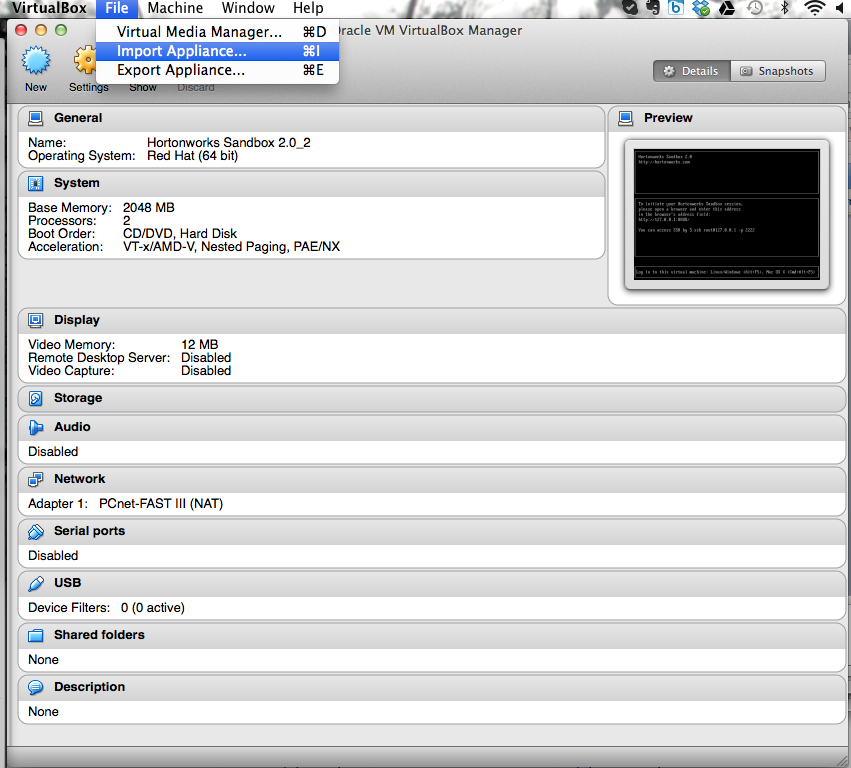 VirtualBox File Machine Window Help
Virtual Media Manager... ⌘D
Import Appliance... ⌘I
Export Appliance... ⌘E
Oracle VM VirtualBox Manager
New Settings Show Discard
Details Snapshots
General
Name: Hortonworks Sandbox 2.0_2
Operating System: Red Hat (64 bit)
Preview
Hortonworks Sandbox 2.0
http://hortonworks.com
To initiate your Hortonworks Sandbox session,
please open a browser and enter this address
in the browser's address field:
http://127.0.0.1:8888/
You can access SSH by $ ssh root@127.0.0.1 -p 2222
Log in to this virtual machine: Linux/Windows <Alt+F5>, Mac OS X <Cmd+Alt+F5>
System
Base Memory: 2048 MB
Processors: 2
Boot Order: CD/DVD, Hard Disk
Acceleration: VT-x/AMD-V, Nested Paging, PAE/NX
Display
Video Memory: 12 MB
Remote Desktop Server: Disabled
Video Capture: Disabled
Storage
Audio
Disabled
Network
Adapter 1: PCnet-FAST III (NAT)
Serial ports
Disabled
USB
Device Filters: 0 (0 active)
Shared folders
None
Description
None